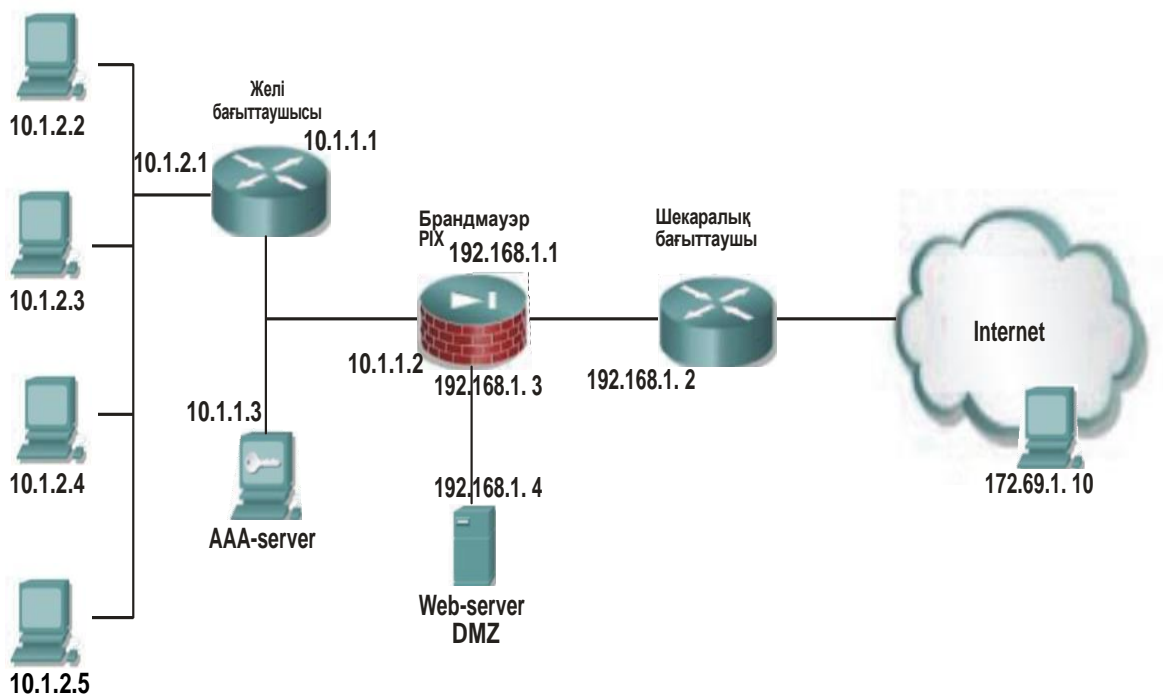 10.1.2.2
Желі
бағыттаушысы
10.1.1.1
10.1.2.1
10.1.2.3
Брандмауэр
PIX
192.168.1.1
Шекаралық
бағыттаушы
Internet
10.1.1.2
192.168.1. 3
192.168.1. 2
10.1.1.3
10.1.2.4
192.168.1. 4
172.69.1. 10
AAA-server
Web-server
DMZ
10.1.2.5